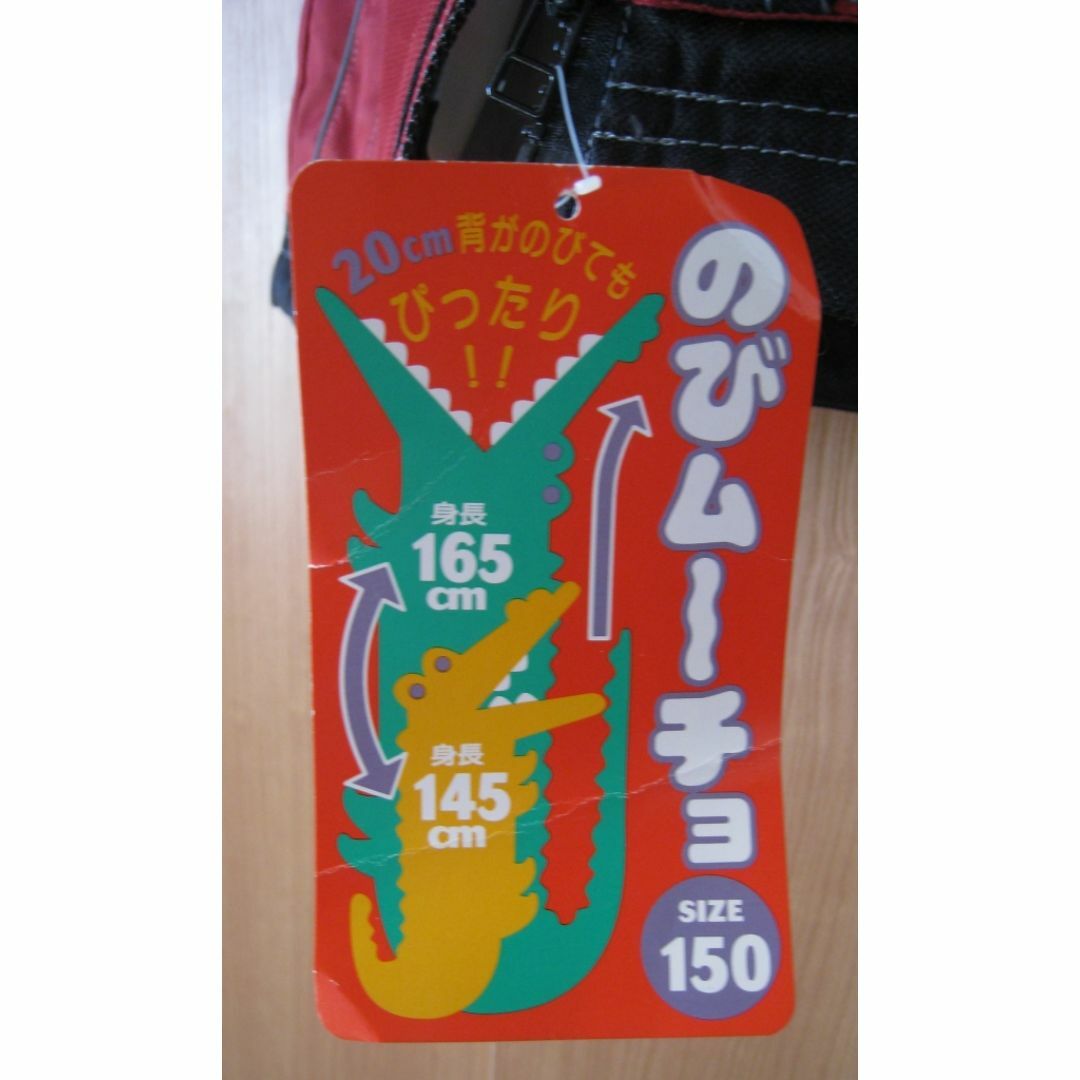 20cm背がのびても
ぴったり
!!
のびムーチョ
身長
165
cm
身長
145
cm
SIZE
150